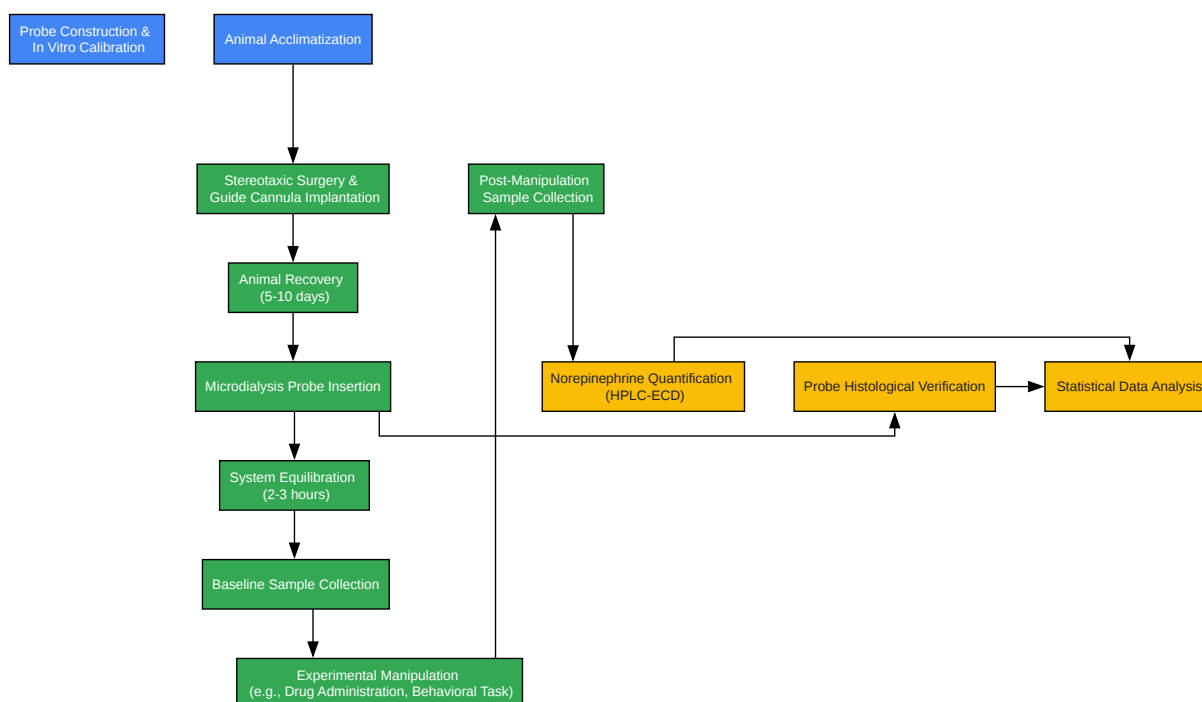 Probe Construction &
In Vitro Calibration
Animal Acclimatization
Stereotaxic Surgery &
Guide Cannula Implantation
Post-Manipulation
Sample Collection
Animal Recovery
(5-10 days)
Microdialysis Probe Insertion
Norepinephrine Quantification
(HPLC-ECD)
Probe Histological Verification
Statistical Data Analysis
System Equilibration
(2-3 hours)
Baseline Sample Collection
Experimental Manipulation
(e.g., Drug Administration, Behavioral Task)